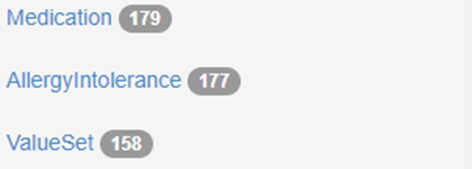 Medication 179
AllergyIntolerance 177
ValueSet 158